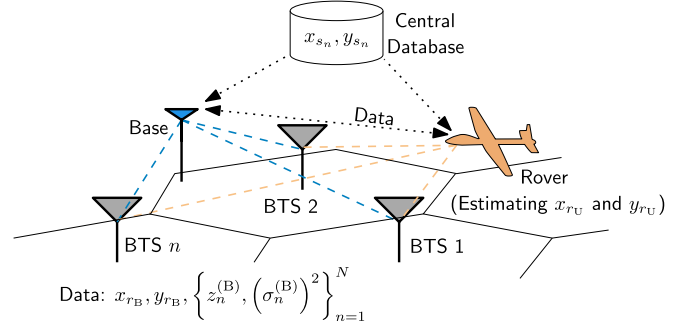 Central
Database
x_{s_n}, y_{s_n}
Data
Base
BTS 2
Rover
(Estimating x_{r_U} and y_{r_U})
BTS n
BTS 1
Data: x_{r_B}, y_{r_B}, {z_n^{(B)}, (σ_n^{(B)})^2}_{n=1}^N